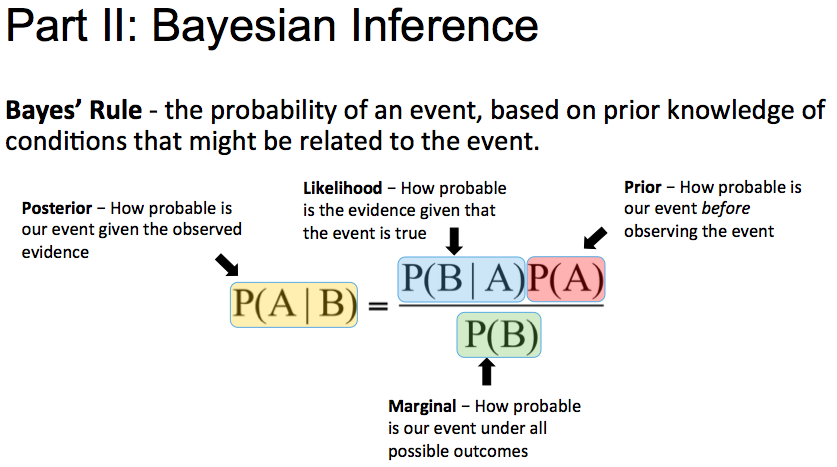 Part II: Bayesian Inference
Bayes’ Rule - the probability of an event, based on prior knowledge of
conditions that might be related to the event.
Posterior – How probable is
our event given the observed
evidence
Likelihood – How probable
is the evidence given that
the event is true
Prior – How probable is
our event before
observing the event
P(A | B) = P(B | A) P(A)
P(B)
Marginal – How probable
is our event under all
possible outcomes